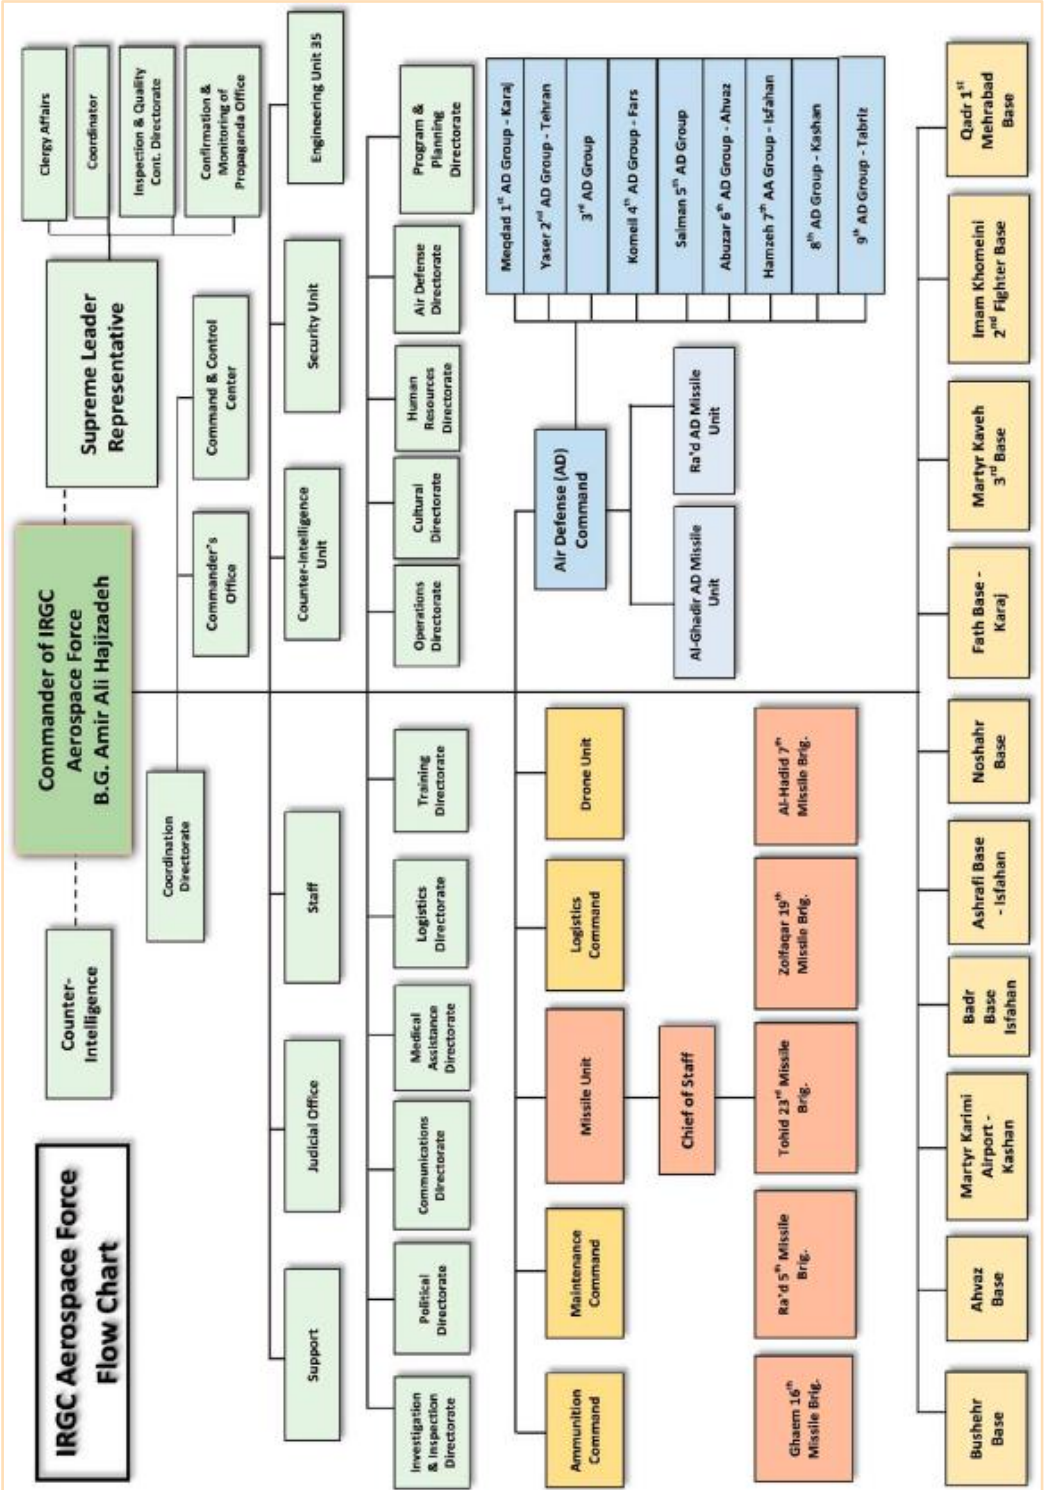 IRGC Aerospace Force
Flow Chart
Counter-
Intelligence
Commander of IRGC
Aerospace Force
B.G. Amir Ali Hajizadeh
Supreme Leader
Representative
Clergy Affairs
Coordinator
Inspection & Quality
Cont. Directorate
Confirmation &
Monitoring of
Propaganda Office
Coordination
Directorate
Commander's
Office
Command & Control
Center
Support
Judicial Office
Staff
Counter-Intelligence
Unit
Security Unit
Engineering Unit 35
Investigation
& Inspection
Directorate
Political
Directorate
Communications
Directorate
Medical
Assistance
Directorate
Logistics
Directorate
Training
Directorate
Operations
Directorate
Cultural
Directorate
Human
Resources
Directorate
Air Defense
Directorate
Program &
Planning
Directorate
Ammunition
Command
Maintenance
Command
Missile Unit
Logistics
Command
Drone Unit
Air Defense (AD)
Command
Meqdad 1st AD Group - Karaj
Yaser 2nd AD Group - Tehran
3rd AD Group
Komeil 4th AD Group - Fars
Salman 5th AD Group
Abuzar 6th AD Group - Ahvaz
Hamzeh 7th AA Group - Isfahan
8th AD Group - Kashan
9th AD Group - Tabriz
Chief of Staff
Al-Ghadir AD Missile
Unit
Ra'd AD Missile
Unit
Ghaem 16th
Missile Brig.
Ra'd 5th Missile
Brig.
Tohid 23rd Missile
Brig.
Zolfaqar 19th
Missile Brig.
Al-Hadid 7th
Missile Brig.
Bushehr
Base
Ahvaz
Base
Martyr Karimi
Airport -
Kashan
Badr
Base
Isfahan
Ashrafi Base
- Isfahan
Noshahr
Base
Fath Base -
Karaj
Martyr Kaveh
3rd Base
Imam Khomeini
2nd Fighter Base
Qadir 1st
Mehrabad
Base